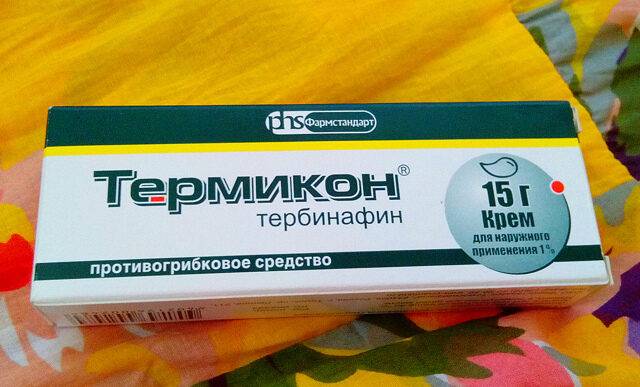 phs Фармстандарт
Термикон®
тербинафин
15 г
Крем
для наружного
применения 1%
противогрибковое средство